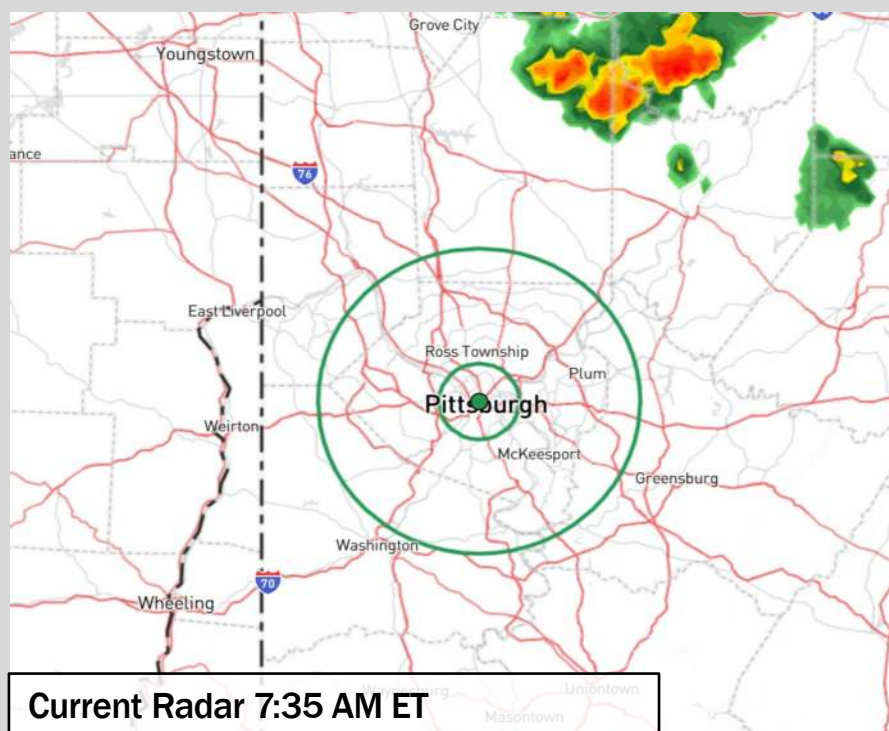 Grove City
Youngstown
ance
76
East Liverpool
Ross Township
Plum
Pittsburgh
Weirton
McKeesport
Greensburg
Washington
70
Wheeling
Waynesburg
Uniontown
Masontown
Current Radar 7:35 AM ET